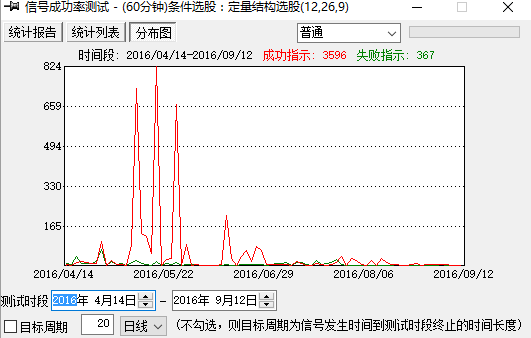 信号成功率测试 - (60分钟)条件选股：定量结构选股(12,26,9)
统计报告 统计列表 分布图 普通
时间段: 2016/04/14-2016/09/12 成功指示: 3596 失败指示: 367
824
659
494
330
165
2016/04/14 2016/05/22 2016/06/29 2016/08/06 2016/09/12
测试时段 2016年 4月14日 - 2016年 9月12日
目标周期 20 日线 (不勾选，则目标周期为信号发生时间到测试时段终止的时间长度)